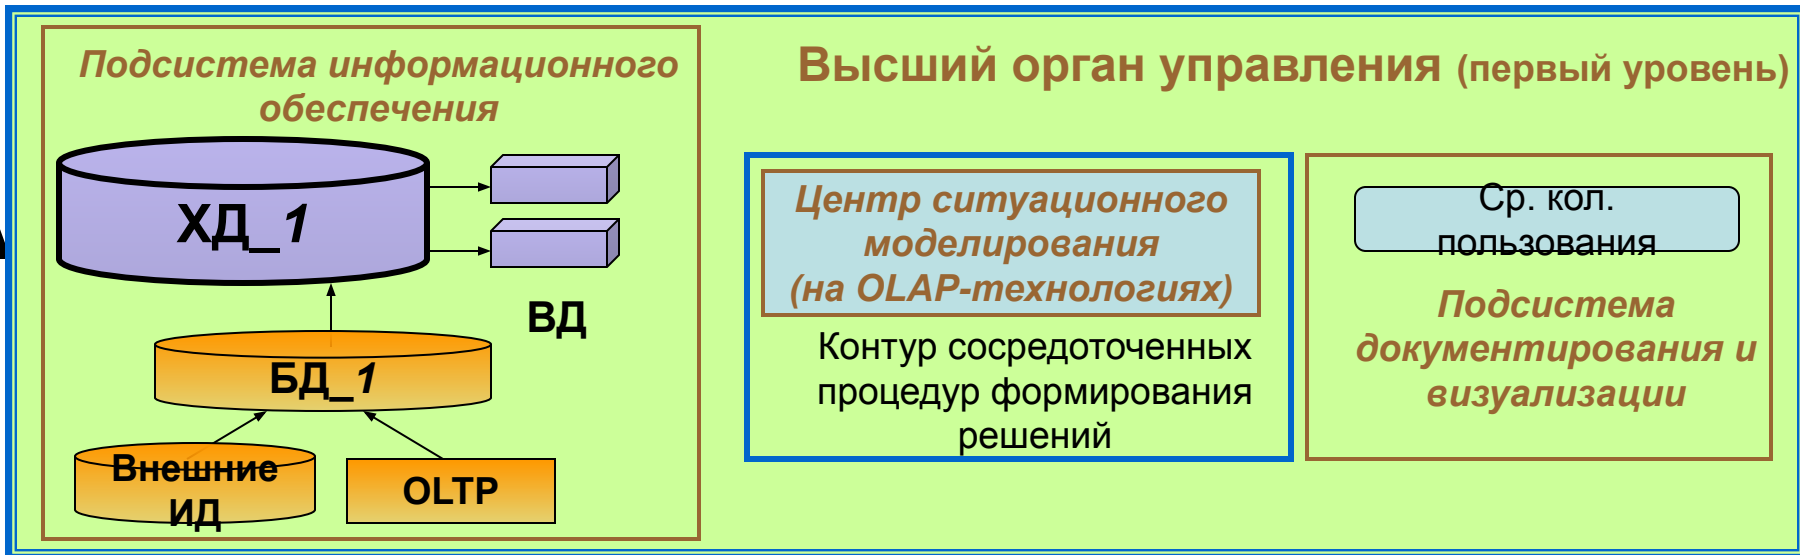 Подсистема информационного
обеспечения
ХД_1
ВД
БД_1
Внешние
ИД
OLTP
Высший орган управления (первый уровень)
Центр ситуационного
моделирования
(на OLAP-технологиях)
Контур сосредоточенных
процедур формирования
решений
Ср. кол.
пользования
Подсистема
документирования и
визуализации